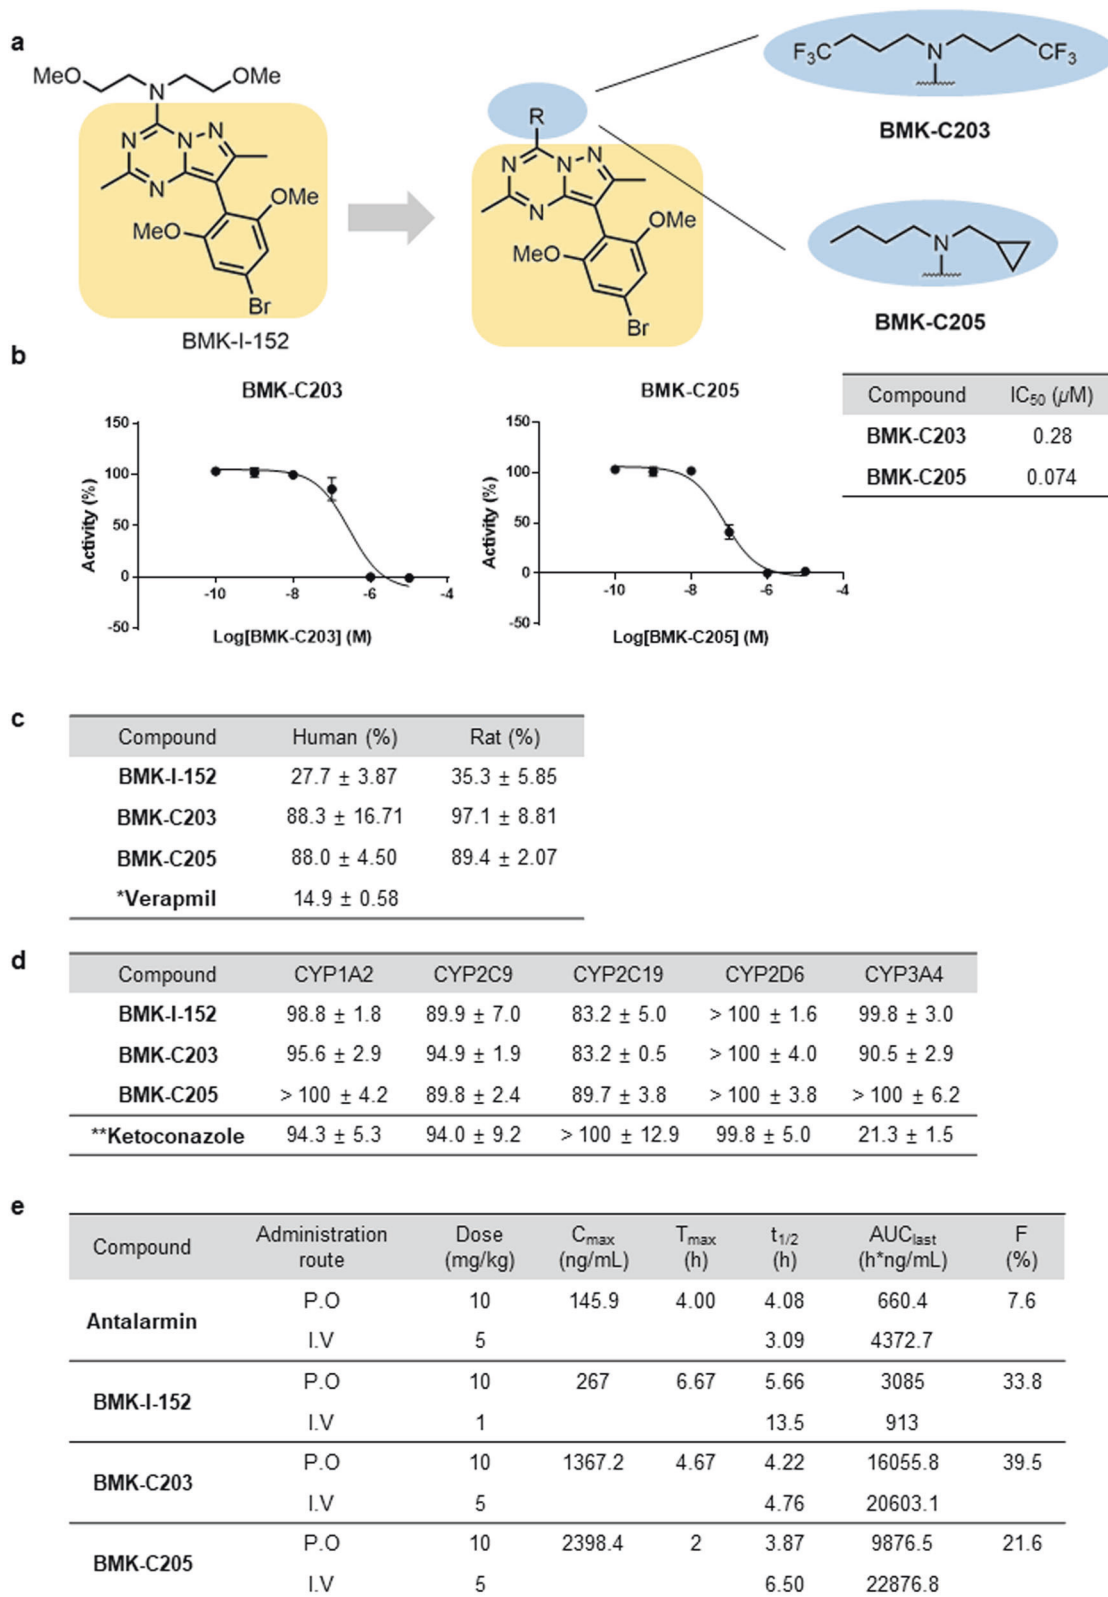 a
MeO
OMe
N
N
N
N
N
OMe
MeO
Br
BMK-I-152
R
N
N
N
N
OMe
MeO
Br
F₃C
N
CF₃
BMK-C203
N
BMK-C205
b
BMK-C203
150
100
50
0
-50
-10
-8
-6
-4
Activity (%)
Log[BMK-C203] (M)
BMK-C205
150
100
50
0
-50
-10
-8
-6
-4
Activity (%)
Log[BMK-C205] (M)
Compound IC₅₀ (µM)
BMK-C203 0.28
BMK-C205 0.074
c
Compound Human (%) Rat (%)
BMK-I-152 27.7 ± 3.87 35.3 ± 5.85
BMK-C203 88.3 ± 16.71 97.1 ± 8.81
BMK-C205 88.0 ± 4.50 89.4 ± 2.07
*Verapmil 14.9 ± 0.58
d
Compound CYP1A2 CYP2C9 CYP2C19 CYP2D6 CYP3A4
BMK-I-152 98.8 ± 1.8 89.9 ± 7.0 83.2 ± 5.0 > 100 ± 1.6 99.8 ± 3.0
BMK-C203 95.6 ± 2.9 94.9 ± 1.9 83.2 ± 0.5 > 100 ± 4.0 90.5 ± 2.9
BMK-C205 > 100 ± 4.2 89.8 ± 2.4 89.7 ± 3.8 > 100 ± 3.8 > 100 ± 6.2
**Ketoconazole 94.3 ± 5.3 94.0 ± 9.2 > 100 ± 12.9 99.8 ± 5.0 21.3 ± 1.5
e
Compound Administration route Dose (mg/kg) Cmax (ng/mL) Tmax (h) t1/2 (h) AUClast (h*ng/mL) F (%)
Antalarmin P.O 10 145.9 4.00 4.08 660.4 7.6
I.V 5 3.09 4372.7
BMK-I-152 P.O 10 267 6.67 5.66 3085 33.8
I.V 1 13.5 913
BMK-C203 P.O 10 1367.2 4.67 4.22 16055.8 39.5
I.V 5 4.76 20603.1
BMK-C205 P.O 10 2398.4 2 3.87 9876.5 21.6
I.V 5 6.50 22876.8